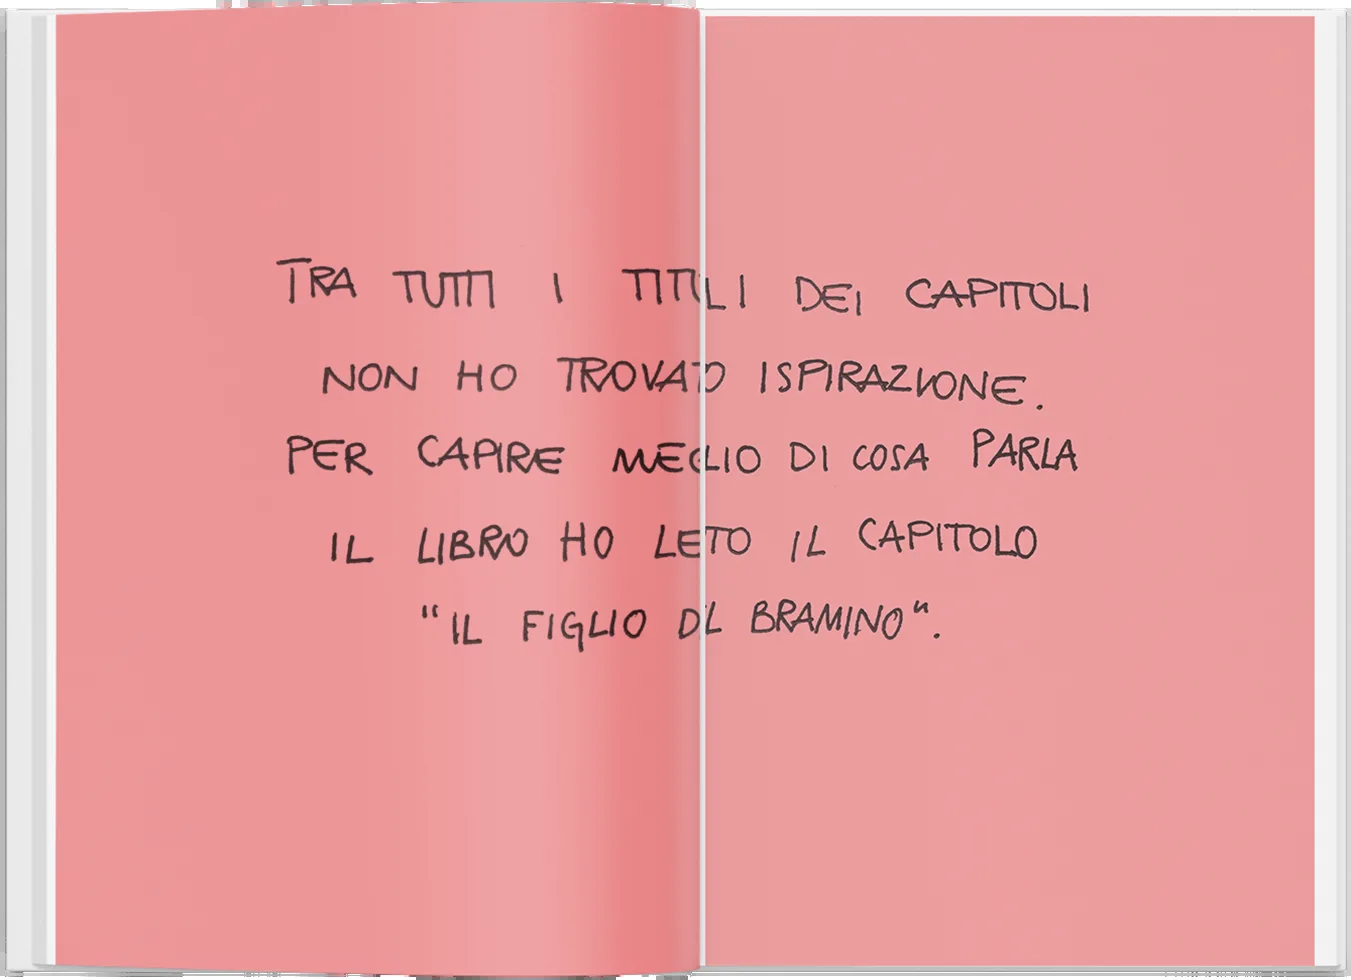 TRA TUTTI I TITOLI DEI CAPITOLI
NON HO TROVATO ISPIRAZIONE.
PER CAPIRE MEGLIO DI COSA PARLA
IL LIBRO HO LETO IL CAPITOLO
"IL FIGLIO DL BRAMINO".